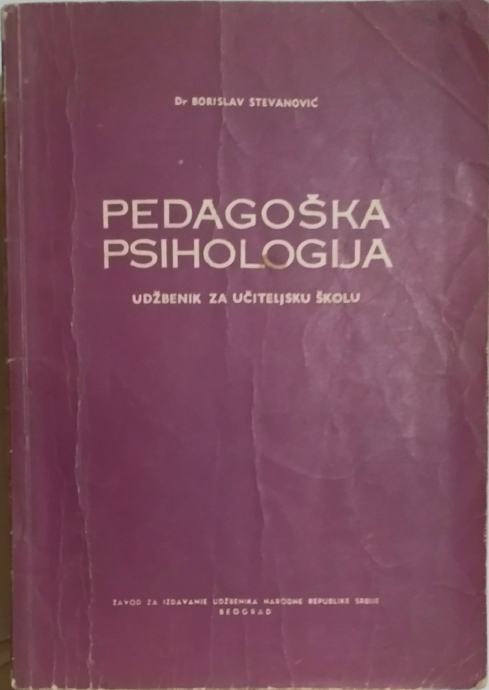 Dr BORISLAV STEVANOVIĆ
PEDAGOŠKA
PSIHOLOGIJA
UDŽBENIK ZA UČITELJSKU ŠKOLU
ZAVOD ZA IZDAVANJE UDŽBENIKA NARODNE REPUBLIKE SRBIJE
BEOGRAD